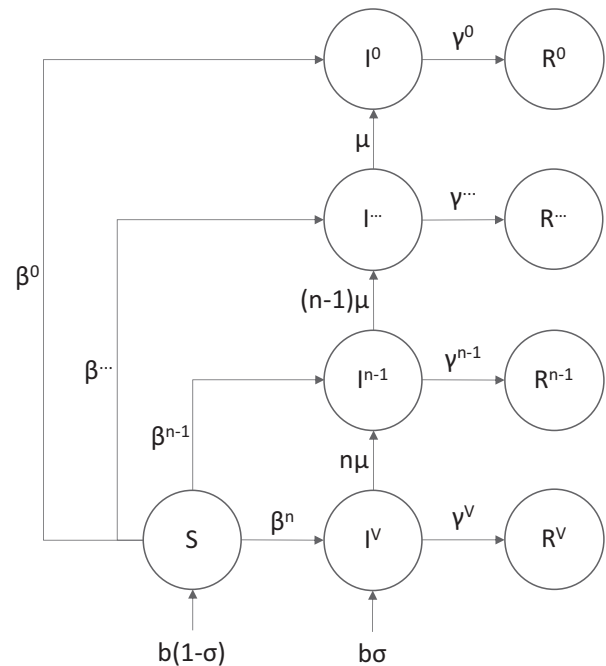 γ⁰
I⁰ R⁰
μ
γ˙˙˙
I˙˙˙ R˙˙˙
β⁰
(n-1)μ
β˙˙˙
γⁿ⁻¹
Iⁿ⁻¹ Rⁿ⁻¹
βⁿ⁻¹
nμ
βⁿ γⱽ
S Iⱽ Rⱽ
b(1-σ) bσ